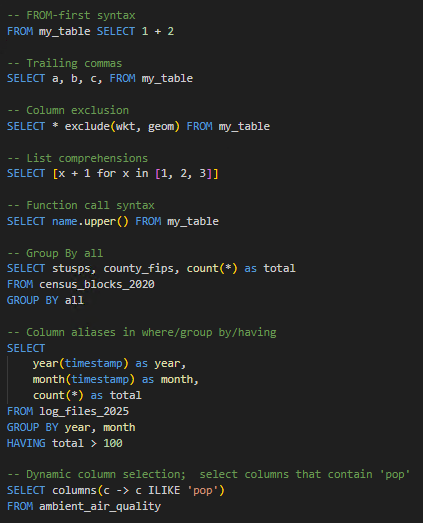 -- FROM-first syntax
FROM my_table SELECT 1 + 2
-- Trailing commas
SELECT a, b, c, FROM my_table
-- Column exclusion
SELECT * exclude(wkt, geom) FROM my_table
-- List comprehensions
SELECT [x + 1 for x in [1, 2, 3]]
-- Function call syntax
SELECT name.upper() FROM my_table
-- Group By all
SELECT stusps, county_fips, count(*) as total
FROM census_blocks_2020
GROUP BY all
-- Column aliases in where/group by/having
SELECT
    year(timestamp) as year,
    month(timestamp) as month,
    count(*) as total
FROM log_files_2025
GROUP BY year, month
HAVING total > 100
-- Dynamic column selection;  select columns that contain 'pop'
SELECT columns(c -> c ILIKE 'pop')
FROM ambient_air_quality